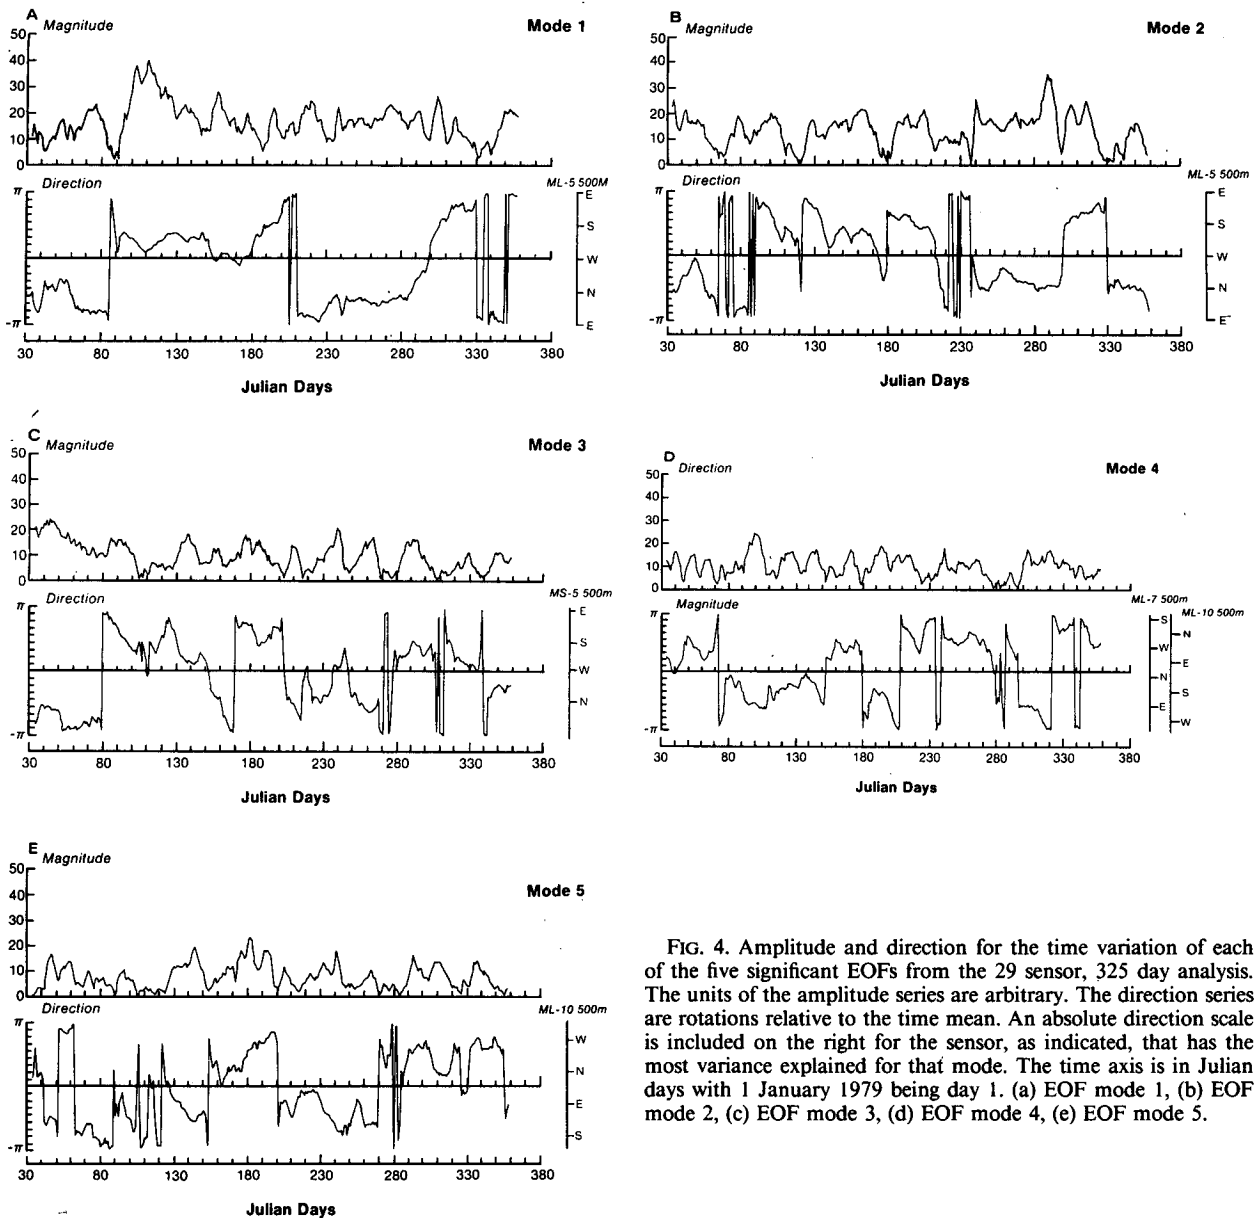 A
Magnitude
Mode 1
50
40
30
20
10
0
380
π
Direction
ML-5 500M
E
S
W
N
E
-π
30 80 130 180 230 280 330 380
Julian Days
B
Magnitude
Mode 2
50
40
30
20
10
0
380
π
Direction
ML-5 500m
E
S
W
N
E
-π
30 80 130 180 230 280 330 380
Julian Days
C
Magnitude
Mode 3
50
40
30
20
10
0
380
π
Direction
MS-5 500m
E
S
W
N
-π
30 80 130 180 230 280 330 380
Julian Days
D
Direction
Mode 4
50
40
30
20
10
0
380
π
Magnitude
ML-7 500m
ML-10 500m
S
N
W
E
N
S
E
W
-π
30 80 130 180 230 280 330 380
Julian Days
E
Magnitude
Mode 5
50
40
30
20
10
0
380
π
Direction
ML-10 500m
W
N
E
S
-π
30 80 130 180 230 280 330 380
Julian Days
FIG. 4. Amplitude and direction for the time variation of each
of the five significant EOFs from the 29 sensor, 325 day analysis.
The units of the amplitude series are arbitrary. The direction series
are rotations relative to the time mean. An absolute direction scale
is included on the right for the sensor, as indicated, that has the
most variance explained for that mode. The time axis is in Julian
days with 1 January 1979 being day 1. (a) EOF mode 1, (b) EOF
mode 2, (c) EOF mode 3, (d) EOF mode 4, (e) EOF mode 5.